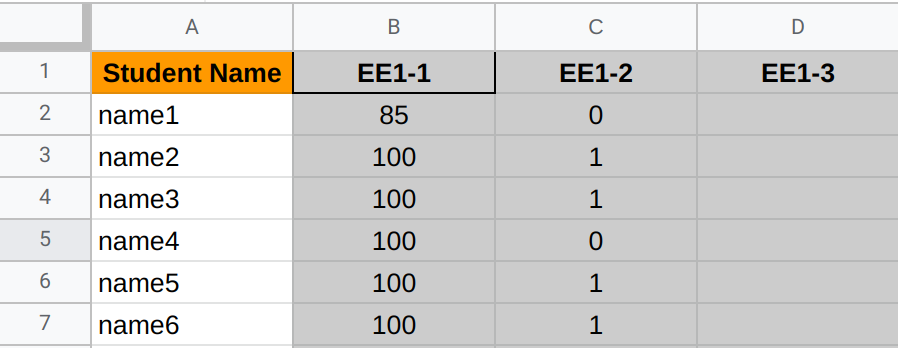 A B C D
1 Student Name EE1-1 EE1-2 EE1-3
2 name1 85 0
3 name2 100 1
4 name3 100 1
5 name4 100 0
6 name5 100 1
7 name6 100 1